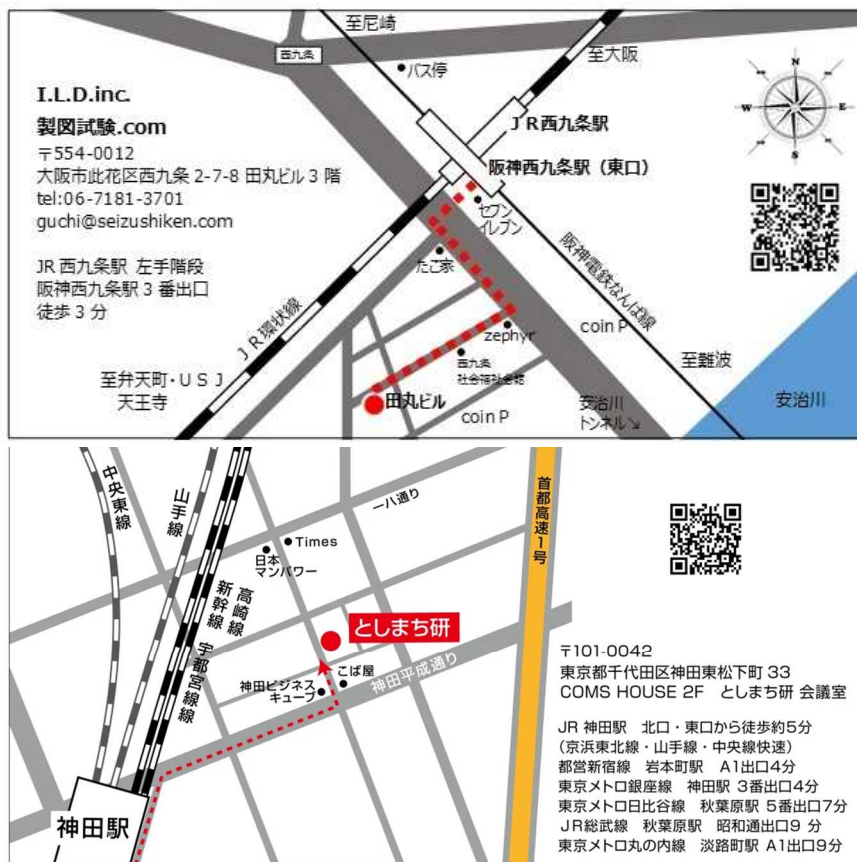 至尼崎
西九条
バス停
至大阪
N
W
E
S
I.L.D.inc.
製図試験.com
〒554-0012
大阪市此花区西九条 2-7-8 田丸ビル 3 階
tel:06-7181-3701
guchi@seizushiken.com
JR 西九条駅 左手階段
阪神西九条駅 3 番出口
徒歩 3 分
ＪＲ西九条駅
阪神西九条駅（東口）
セブン
イレブン
たこ家
阪神電鉄なんば線
ＪＲ環状線
zephyr
coin P
西九条
社会福祉会館
至難波
至弁天町・ＵＳＪ
天王寺
田丸ビル
coin P
安治川
トンネル
安治川
中央東線
山手線
新幹線
高崎線
宇都宮線線
一八通り
Times
日本
マンパワー
首都高速1号
としまち研
神田ビジネス
キューブ
こば屋
神田平成通り
神田駅
〒101-0042
東京都千代田区神田東松下町 33
COMS HOUSE 2F としまち研 会議室
JR 神田駅 北口・東口から徒歩約5分
(京浜東北線・山手線・中央線快速)
都営新宿線 岩本町駅 A1出口4分
東京メトロ銀座線 神田駅 3番出口4分
東京メトロ日比谷線 秋葉原駅 5番出口7分
JR総武線 秋葉原駅 昭和通出口9 分
東京メトロ丸の内線 淡路町駅 A1出口9分